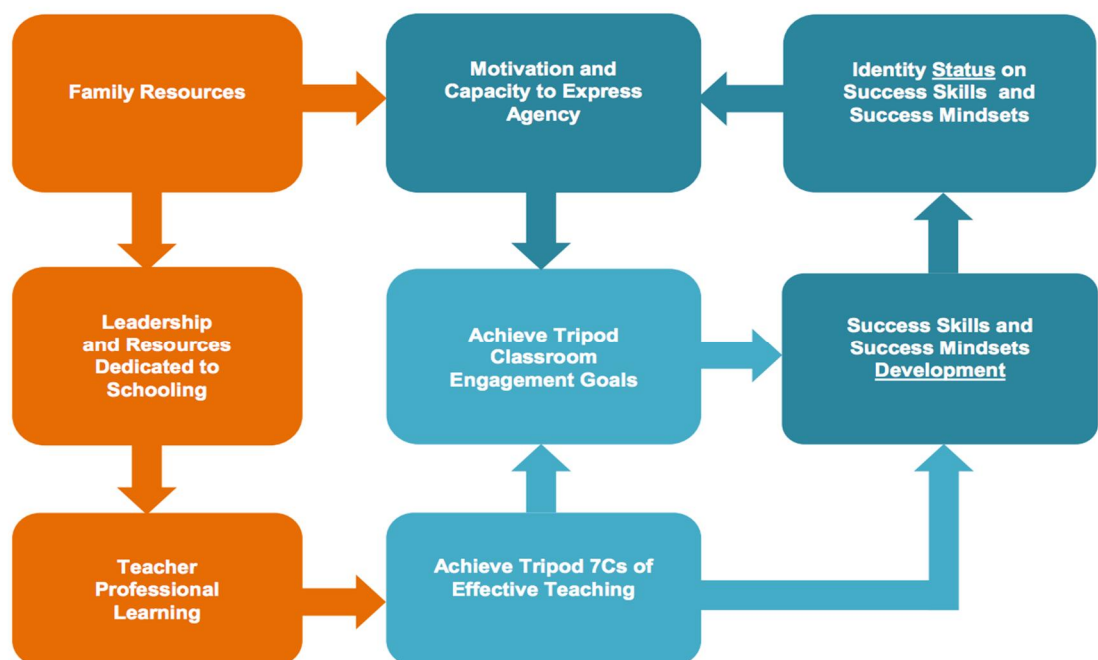 Family Resources
Motivation and
Capacity to Express
Agency
Identity Status on
Success Skills and
Success Mindsets
Leadership
and Resources
Dedicated to
Schooling
Achieve Tripod
Classroom
Engagement Goals
Success Skills and
Success Mindsets
Development
Teacher
Professional
Learning
Achieve Tripod 7Cs of
Effective Teaching